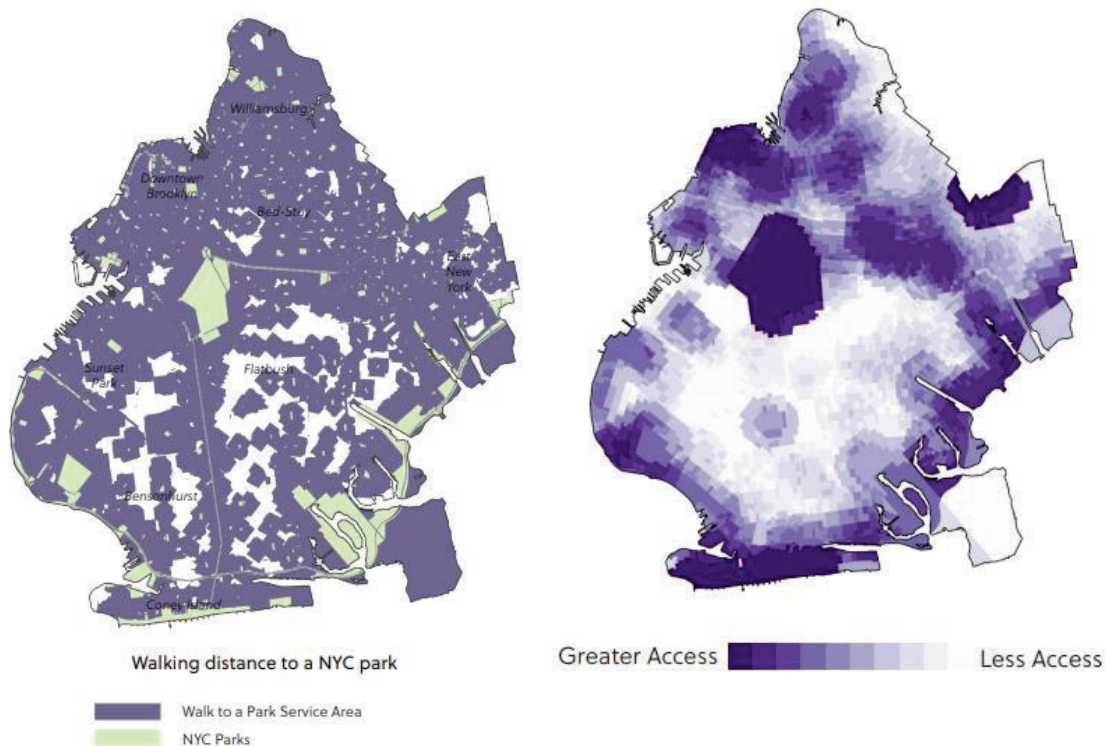 Williamsburg
Downtown
Brooklyn
Bed-Stuy
East
New
York
Sunset
Park
Flatbush
Bensonhurst
Coney Island
Walking distance to a NYC park
Walk to a Park Service Area
NYC Parks
Greater Access
Less Access